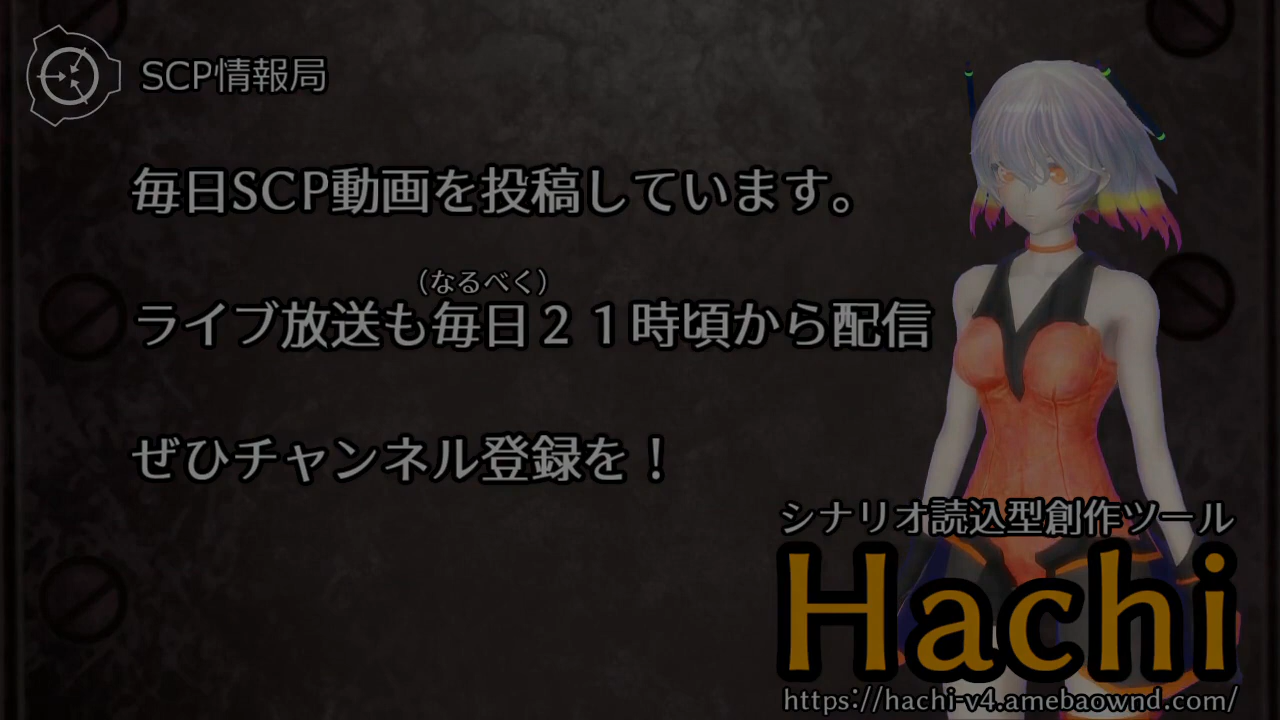 SCP情報局
毎日SCP動画を投稿しています。
（なるべく）
ライブ放送も毎日２１時頃から配信
ぜひチャンネル登録を！
シナリオ読込型創作ツール
Hachi
https://hachi-v4.amebaownd.com/